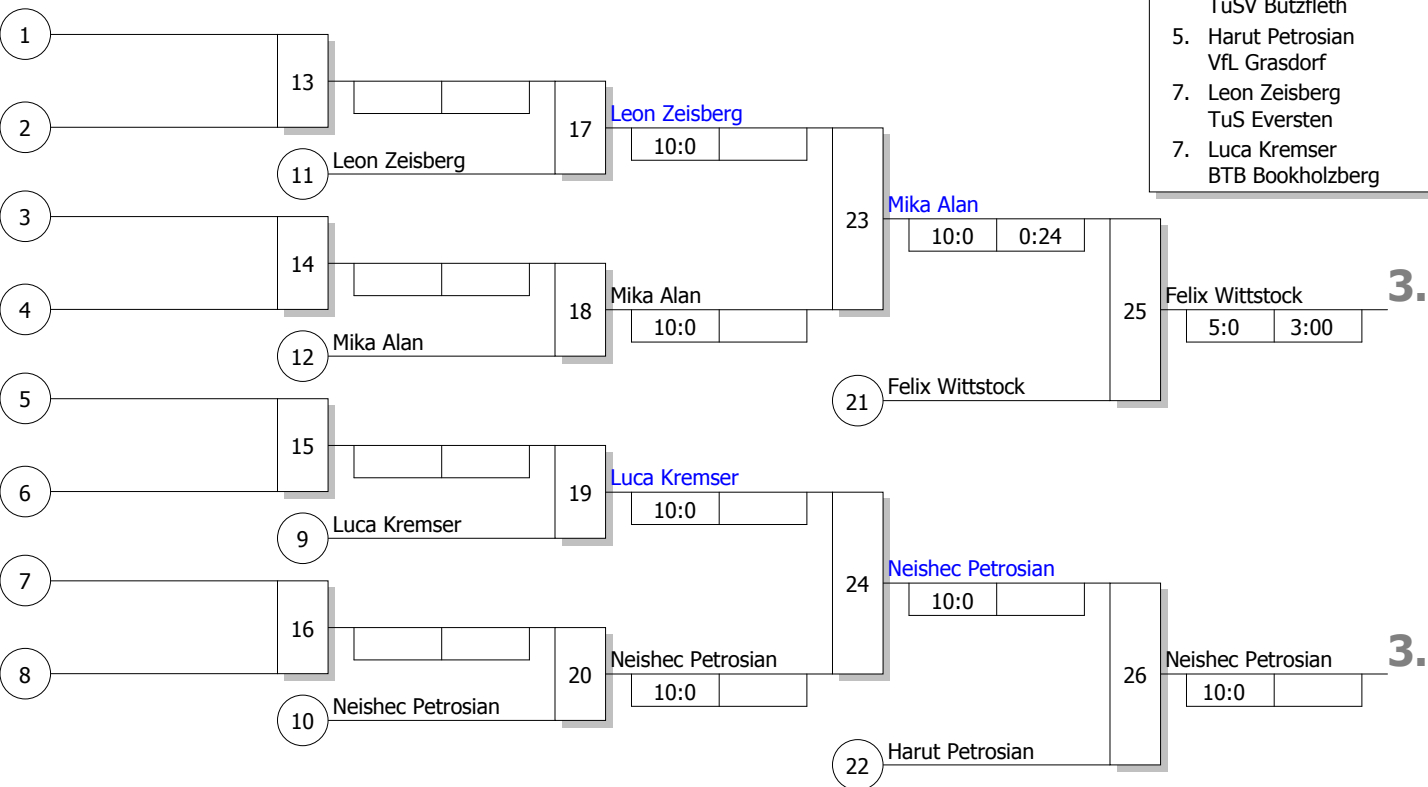 TuSV Bützfleth
5. Harut Petrosian
VfL Grasdorf
7. Leon Zeisberg
TuS Eversten
7. Luca Kremser
BTB Bookholzberg
1
13
2
17
Leon Zeisberg
10:0
11
Leon Zeisberg
3
23
Mika Alan
10:0 0:24
14
4
18
Mika Alan
10:0
12
Mika Alan
25
Felix Wittstock
3.
5:0 3:00
5
21
Felix Wittstock
15
6
19
Luca Kremser
10:0
9
Luca Kremser
7
24
Neishec Petrosian
10:0
16
8
20
Neishec Petrosian
10:0
10
Neishec Petrosian
26
Neishec Petrosian
3.
10:0
22
Harut Petrosian